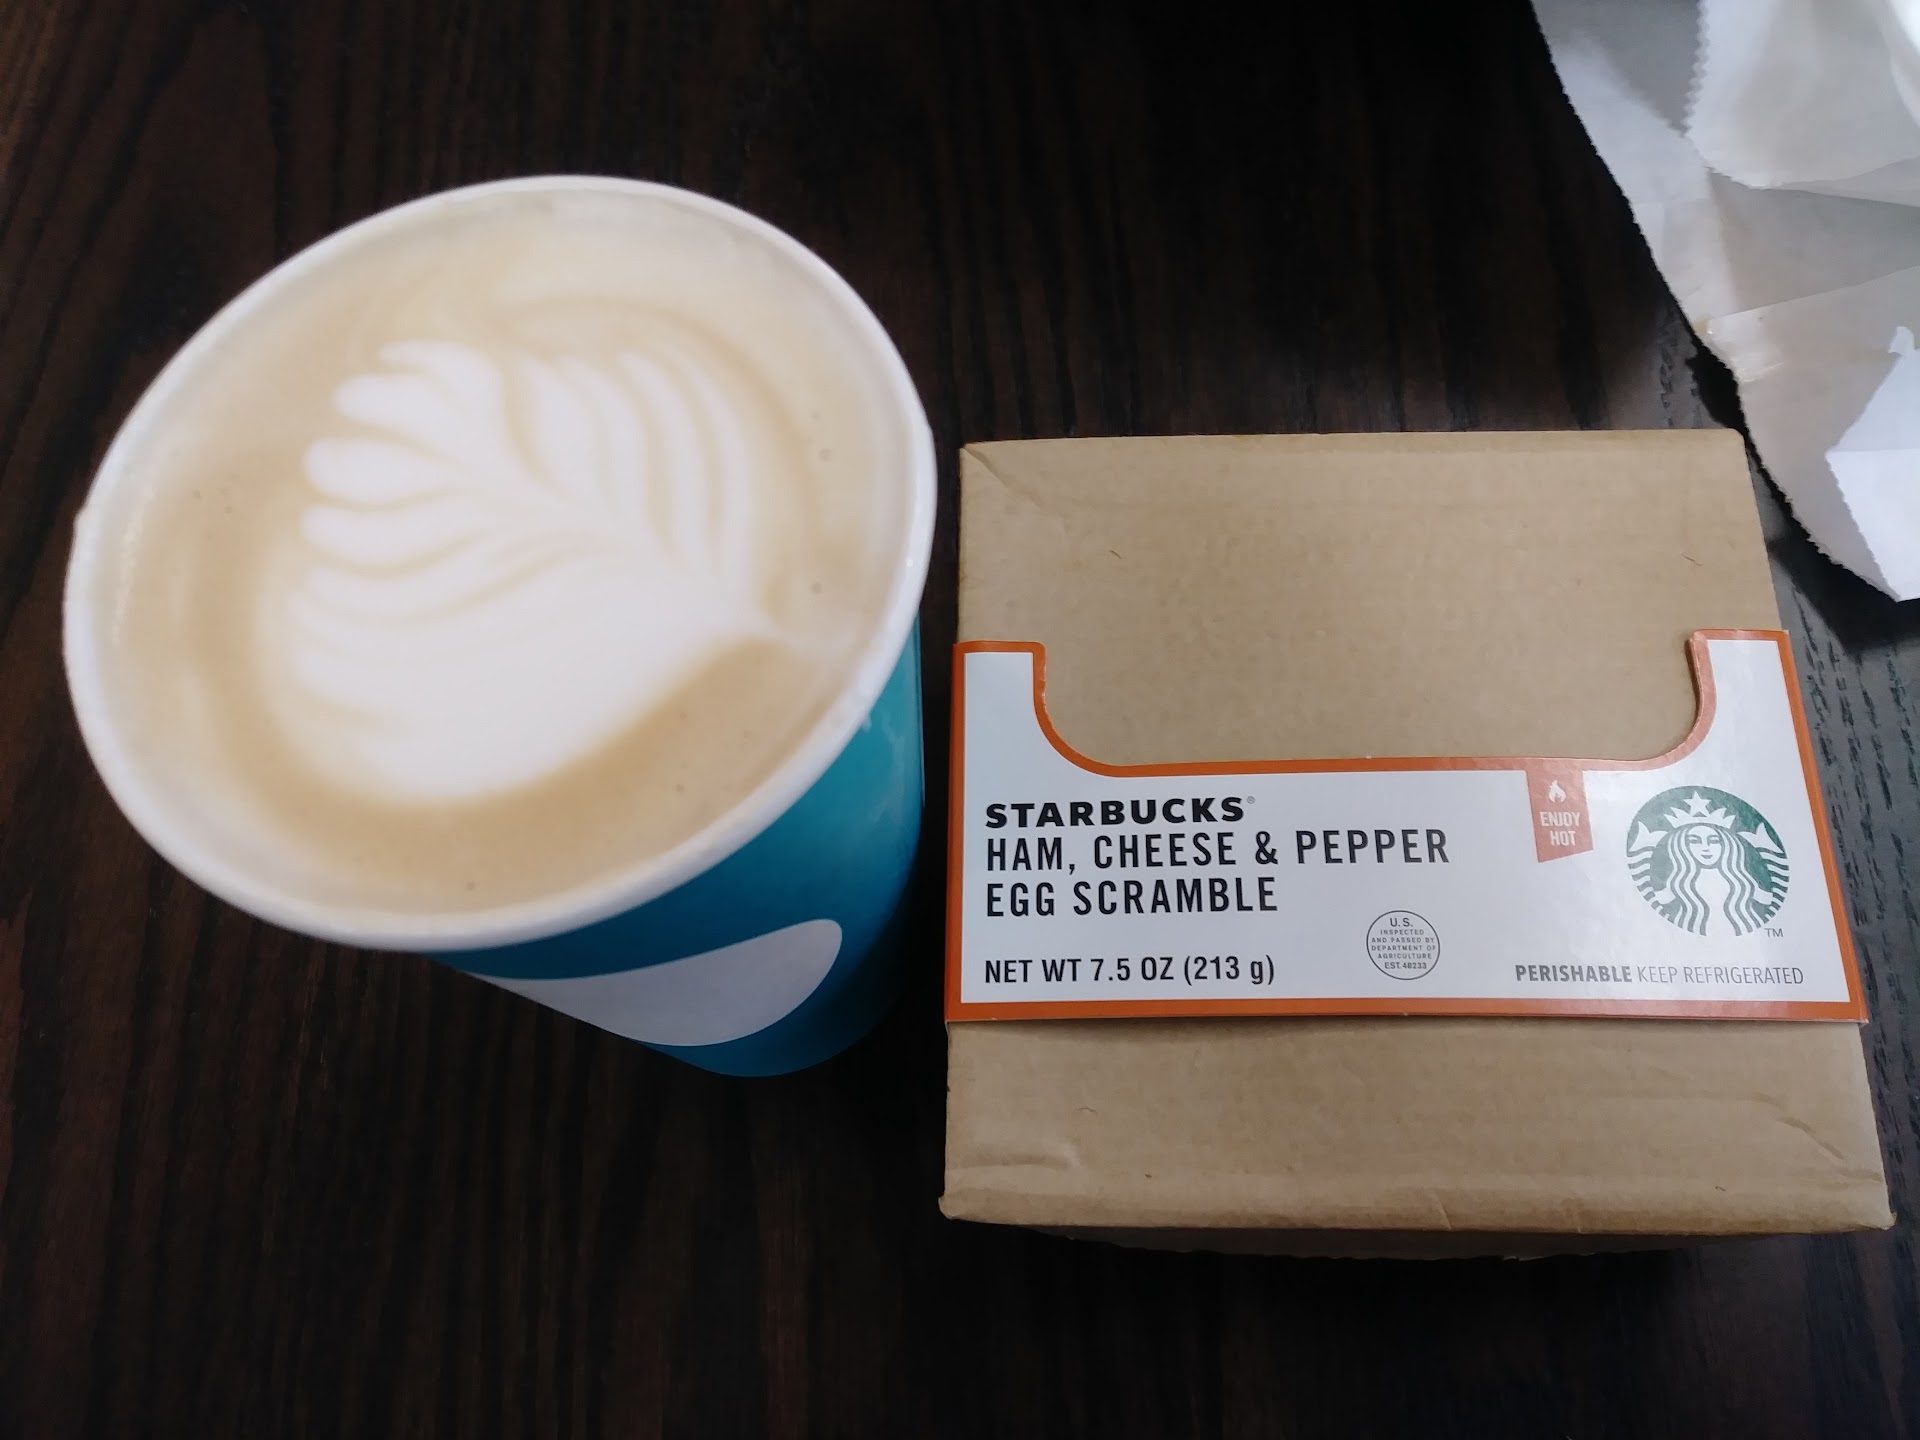 STARBUCKS®
HAM, CHEESE & PEPPER
EGG SCRAMBLE
NET WT 7.5 OZ (213 g)
ENJOY
HOT
U.S.
INSPECTED
AND PASSED BY
DEPARTMENT OF
AGRICULTURE
EST. 48233
TM
PERISHABLE KEEP REFRIGERATED